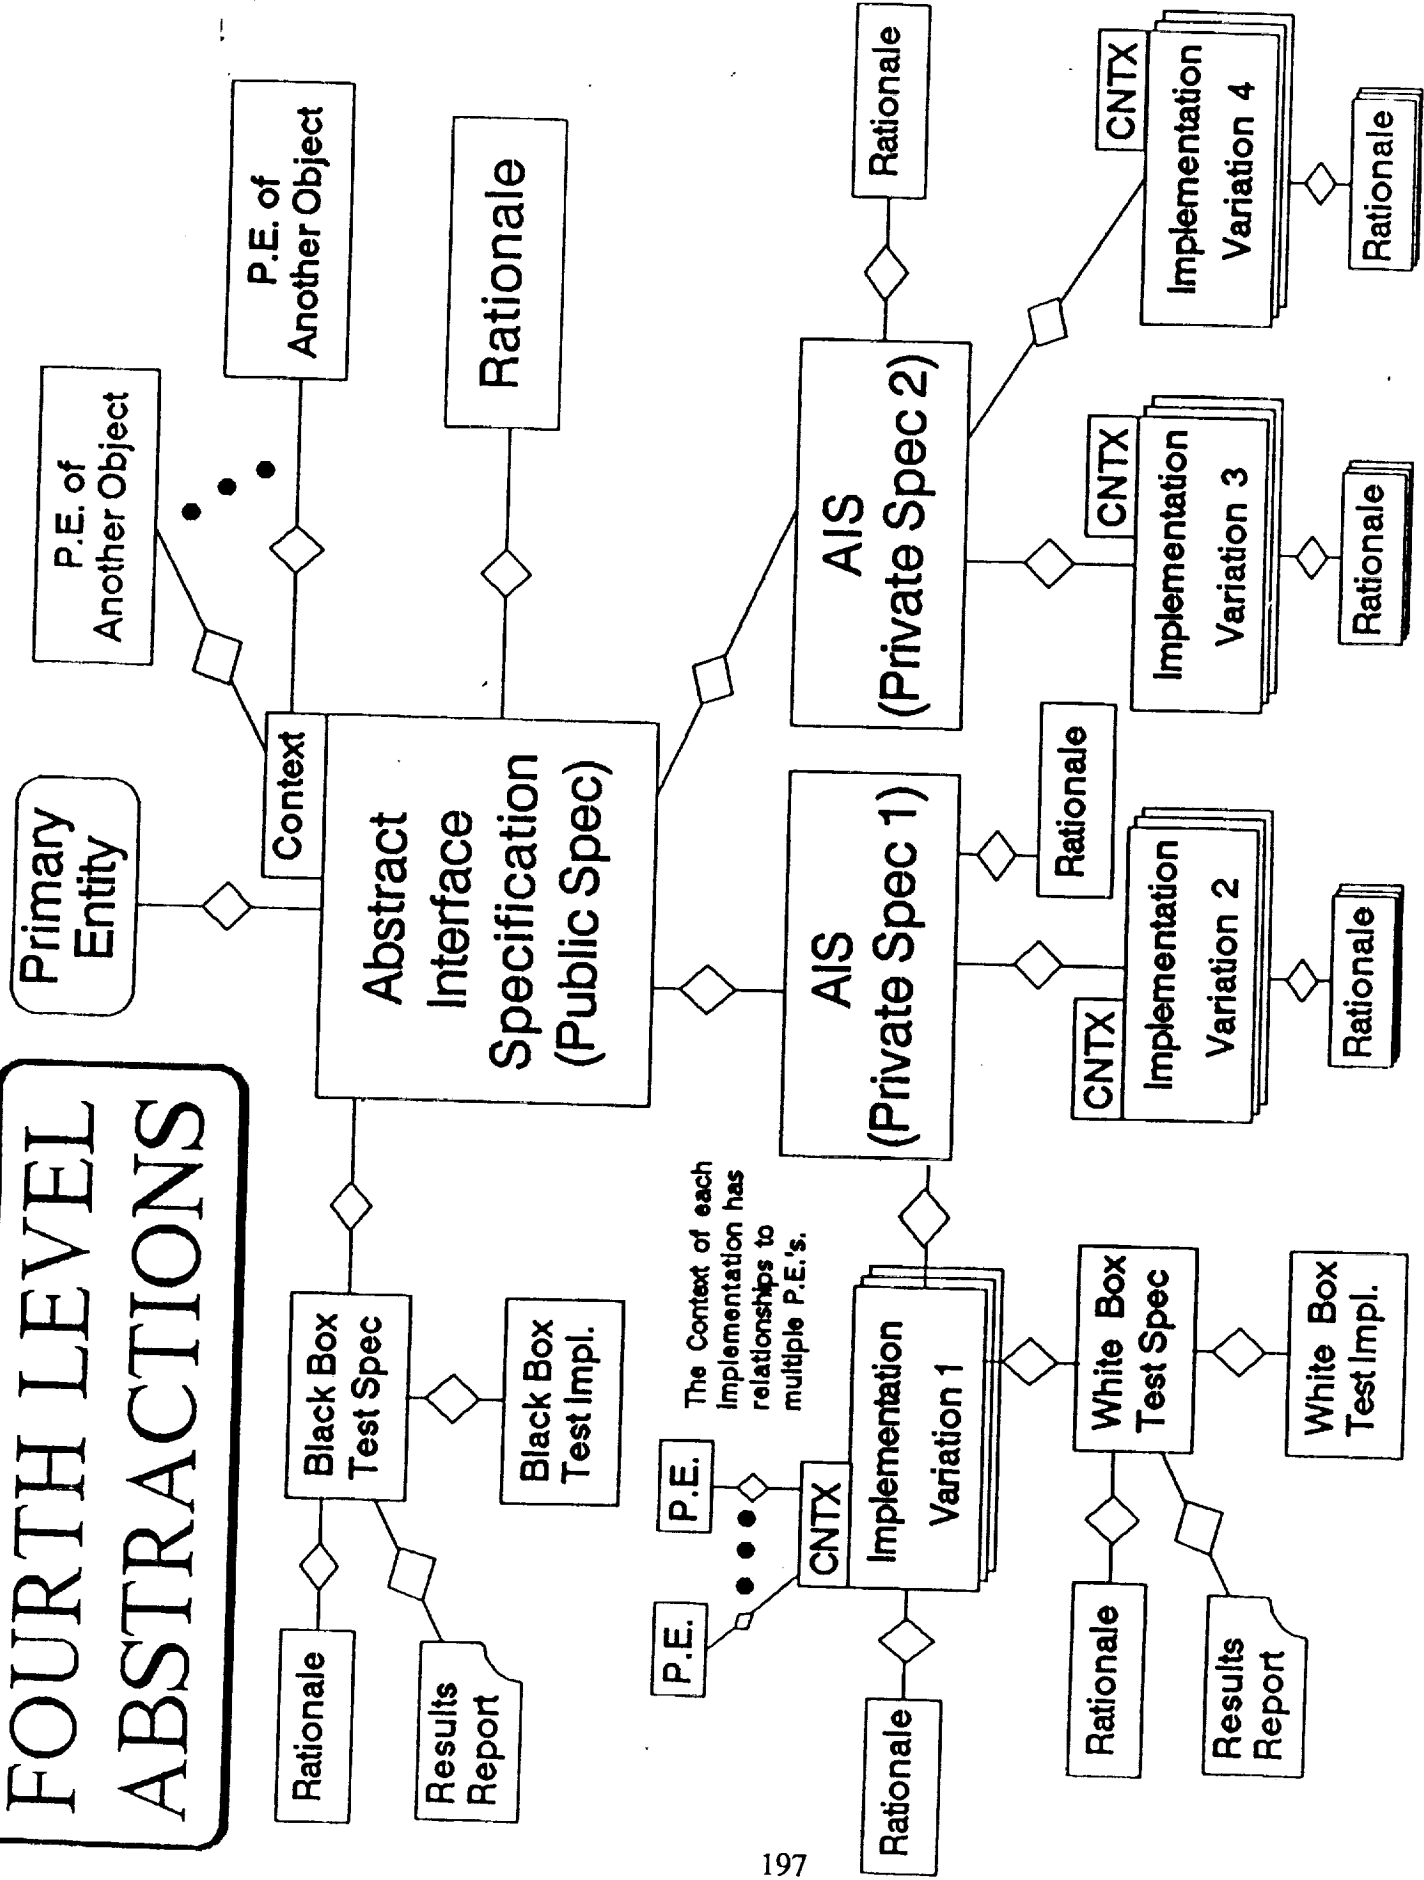 FOURTH LEVEL
ABSTRACTIONS
Primary
Entity
P.E. of
Another Object
P.E. of
Another Object
Context
Abstract
Interface
Specification
(Public Spec)
Rationale
Black Box
Test Spec
Rationale
Results
Report
Black Box
Test Impl.
AIS
(Private Spec 1)
Rationale
AIS
(Private Spec 2)
Rationale
The Context of each
Implementation has
relationships to
multiple P.E.'s.
P.E.
P.E.
CNTX
Implementation
Variation 1
Rationale
White Box
Test Spec
Rationale
Results
Report
White Box
Test Impl.
CNTX
Implementation
Variation 2
Rationale
CNTX
Implementation
Variation 3
Rationale
CNTX
Implementation
Variation 4
Rationale
197